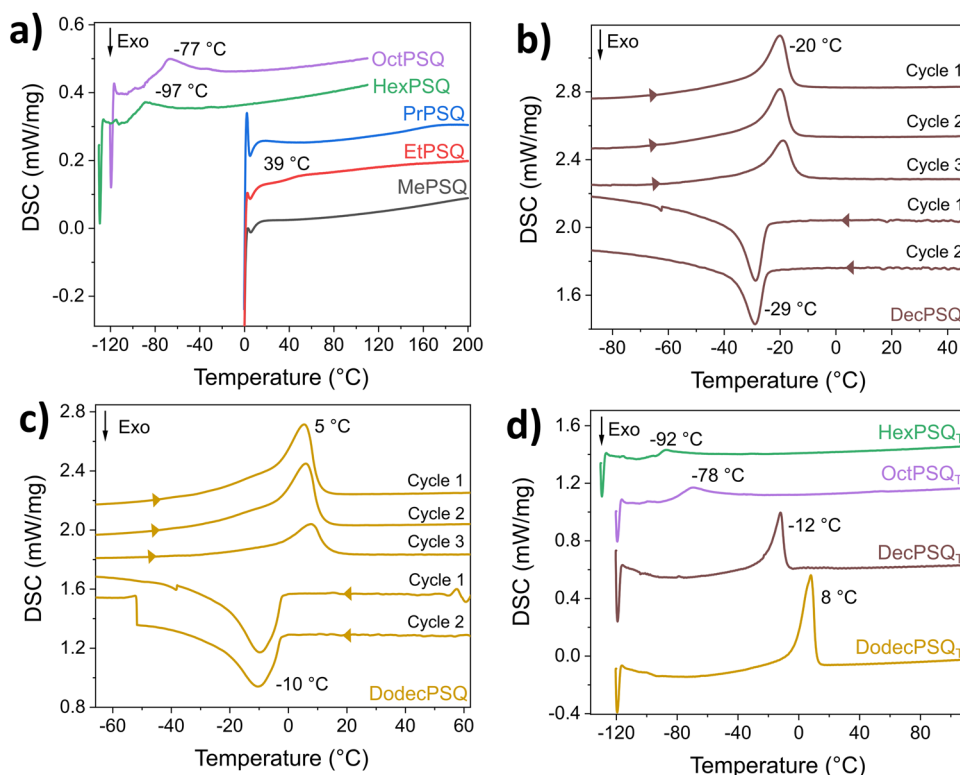 a)
Exo
-77 °C
OctPSQ
-97 °C
HexPSQ
PrPSQ
39 °C
EtPSQ
MePSQ
DSC (mW/mg)
0.6
0.4
0.2
0.0
-0.2
-120 -80 -40 0 40 80 120 160 200
Temperature (°C)
b)
Exo
-20 °C
Cycle 1
Cycle 2
Cycle 3
Cycle 1
Cycle 2
-29 °C
DecPSQ
DSC (mW/mg)
2.8
2.4
2.0
1.6
-80 -60 -40 -20 0 20 40
Temperature (°C)
c)
Exo
5 °C
Cycle 1
Cycle 2
Cycle 3
Cycle 1
Cycle 2
-10 °C
DodecPSQ
DSC (mW/mg)
2.8
2.4
2.0
1.6
1.2
0.8
-60 -40 -20 0 20 40 60
Temperature (°C)
d)
Exo
-92 °C
HexPSQT
-78 °C
OctPSQT
-12 °C
DecPSQT
8 °C
DodecPSQT
DSC (mW/mg)
1.6
1.2
0.8
0.4
0.0
-0.4
-120 -80 -40 0 40 80
Temperature (°C)